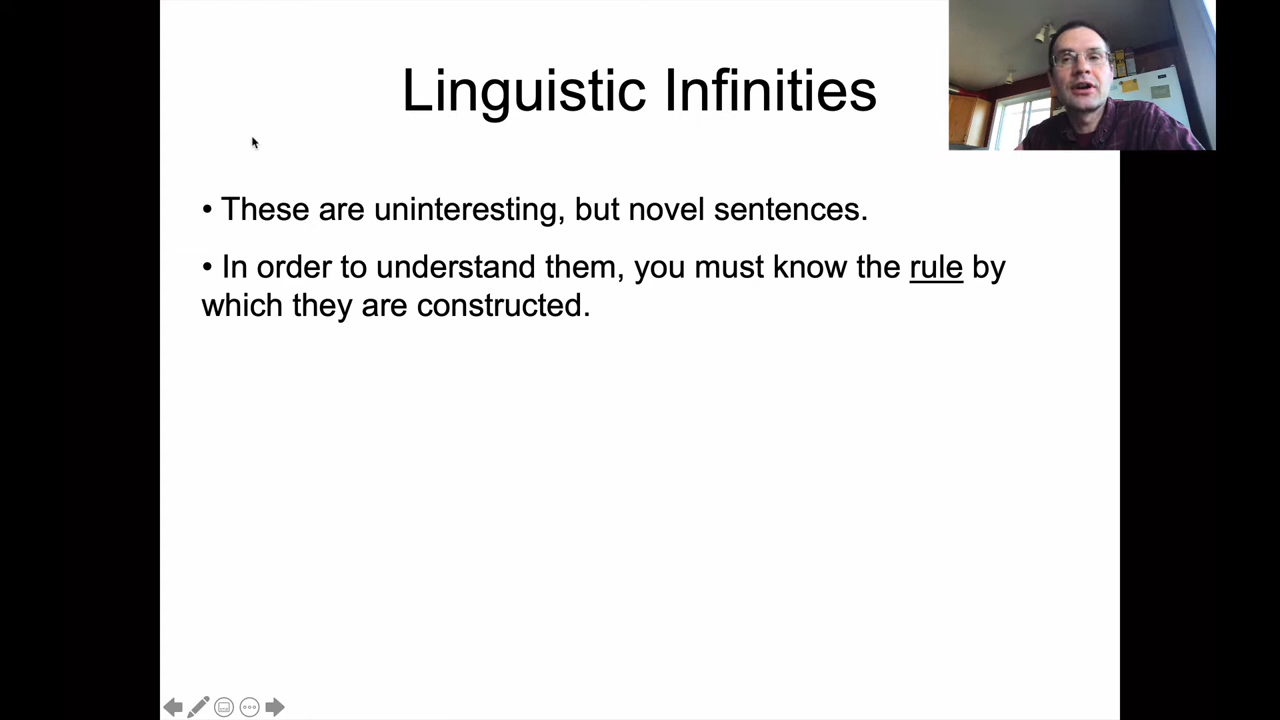 Linguistic Infinities
• These are uninteresting, but novel sentences.
• In order to understand them, you must know the rule by
which they are constructed.